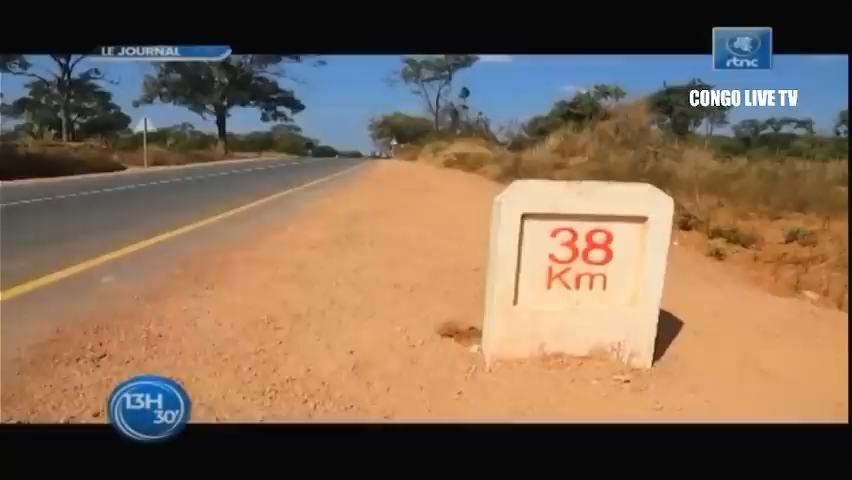 LE JOURNAL
rtnc
CONGO LIVE TV
38
Km
13H
30'